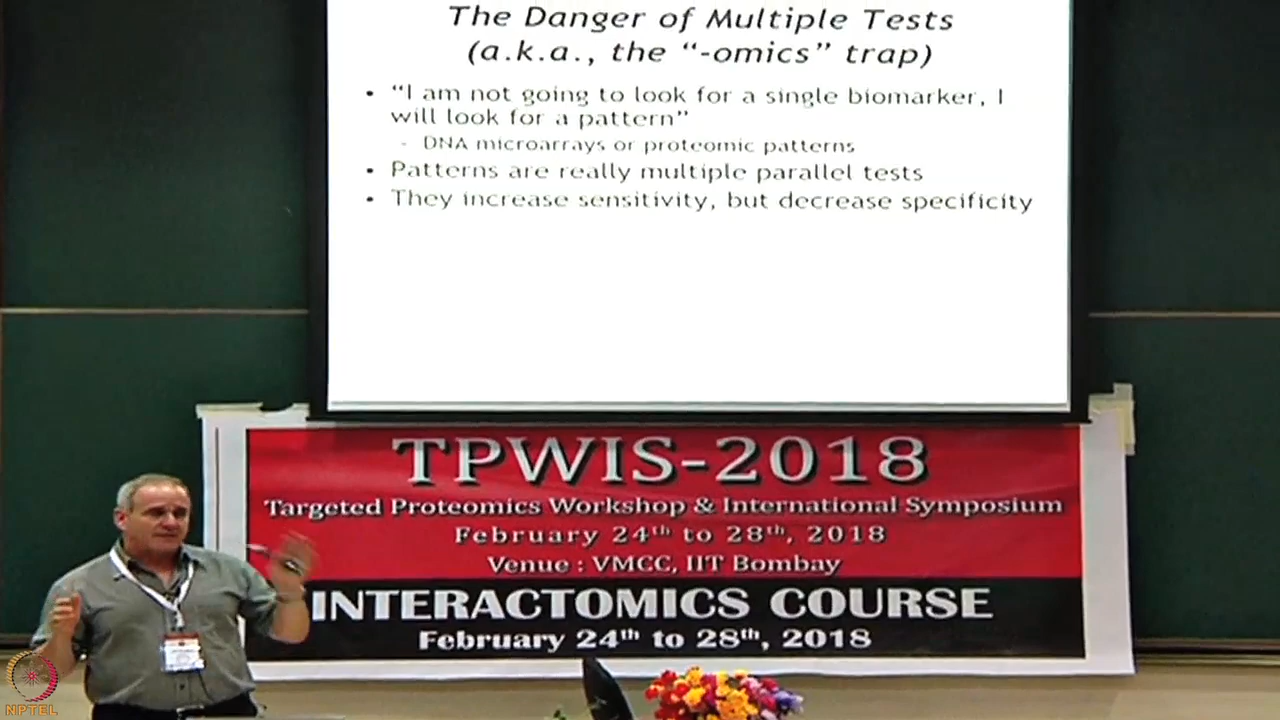 The Danger of Multiple Tests
(a.k.a., the “-omics” trap)
• “I am not going to look for a single biomarker, I
will look for a pattern”
- DNA microarrays or proteomic patterns
• Patterns are really multiple parallel tests
• They increase sensitivity, but decrease specificity
TPWIS-2018
Targeted Proteomics Workshop & International Symposium
February 24th to 28th, 2018
Venue : VMCC, IIT Bombay
INTERACTOMICS COURSE
February 24th to 28th, 2018
NPTEL